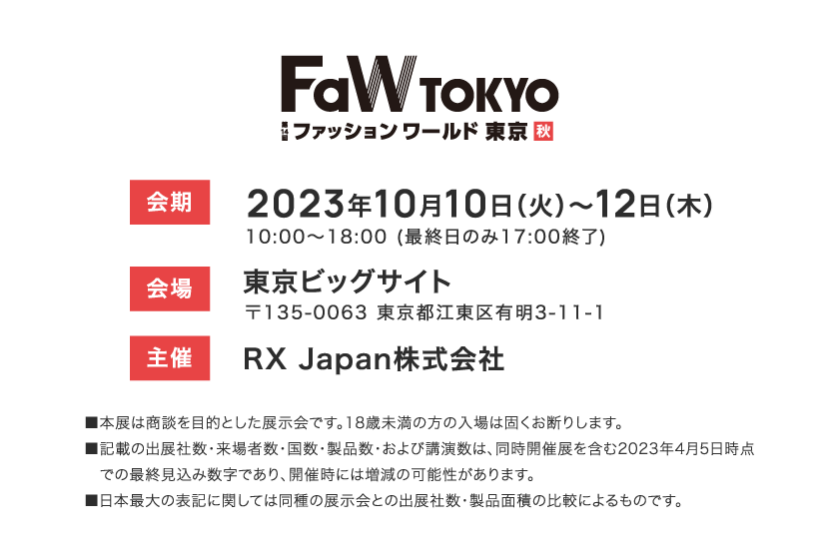 FaW TOKYO
第14回 ファッション ワールド 東京 秋
会期 2023年10月10日(火)〜12日(木)
10:00〜18:00 (最終日のみ17:00終了)
会場 東京ビッグサイト
〒135-0063 東京都江東区有明3-11-1
主催 RX Japan株式会社
■本展は商談を目的とした展示会です。18歳未満の方の入場は固くお断りします。
■記載の出展社数・来場者数・国数・製品数・および講演数は、同時開催展を含む2023年4月5日時点
での最終見込み数字であり、開催時には増減の可能性があります。
■日本最大の表記に関しては同種の展示会との出展社数・製品面積の比較によるものです。